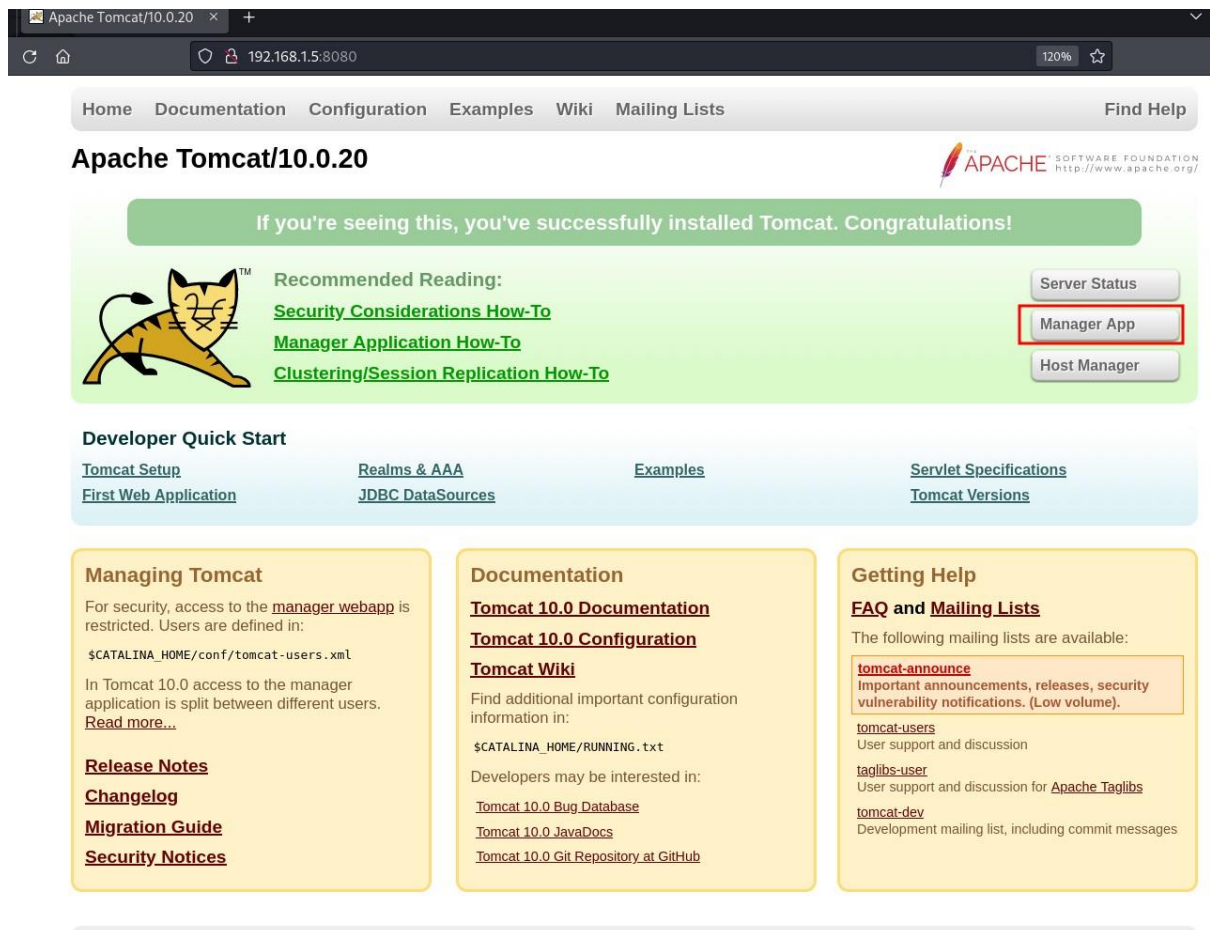 Apache Tomcat/10.0.20
192.168.1.5:8080
120%
Home Documentation Configuration Examples Wiki Mailing Lists Find Help
Apache Tomcat/10.0.20
THE APACHE SOFTWARE FOUNDATION
http://www.apache.org/
If you're seeing this, you've successfully installed Tomcat. Congratulations!
TM
Recommended Reading:
Security Considerations How-To
Manager Application How-To
Clustering/Session Replication How-To
Server Status
Manager App
Host Manager
Developer Quick Start
Tomcat Setup
First Web Application
Realms & AAA
JDBC DataSources
Examples
Servlet Specifications
Tomcat Versions
Managing Tomcat
For security, access to the manager webapp is
restricted. Users are defined in:
$CATALINA_HOME/conf/tomcat-users.xml
In Tomcat 10.0 access to the manager
application is split between different users.
Read more...
Release Notes
Changelog
Migration Guide
Security Notices
Documentation
Tomcat 10.0 Documentation
Tomcat 10.0 Configuration
Tomcat Wiki
Find additional important configuration
information in:
$CATALINA_HOME/RUNNING.txt
Developers may be interested in:
Tomcat 10.0 Bug Database
Tomcat 10.0 JavaDocs
Tomcat 10.0 Git Repository at GitHub
Getting Help
FAQ and Mailing Lists
The following mailing lists are available:
tomcat-announce
Important announcements, releases, security
vulnerability notifications. (Low volume).
tomcat-users
User support and discussion
taglibs-user
User support and discussion for Apache Taglibs
tomcat-dev
Development mailing list, including commit messages